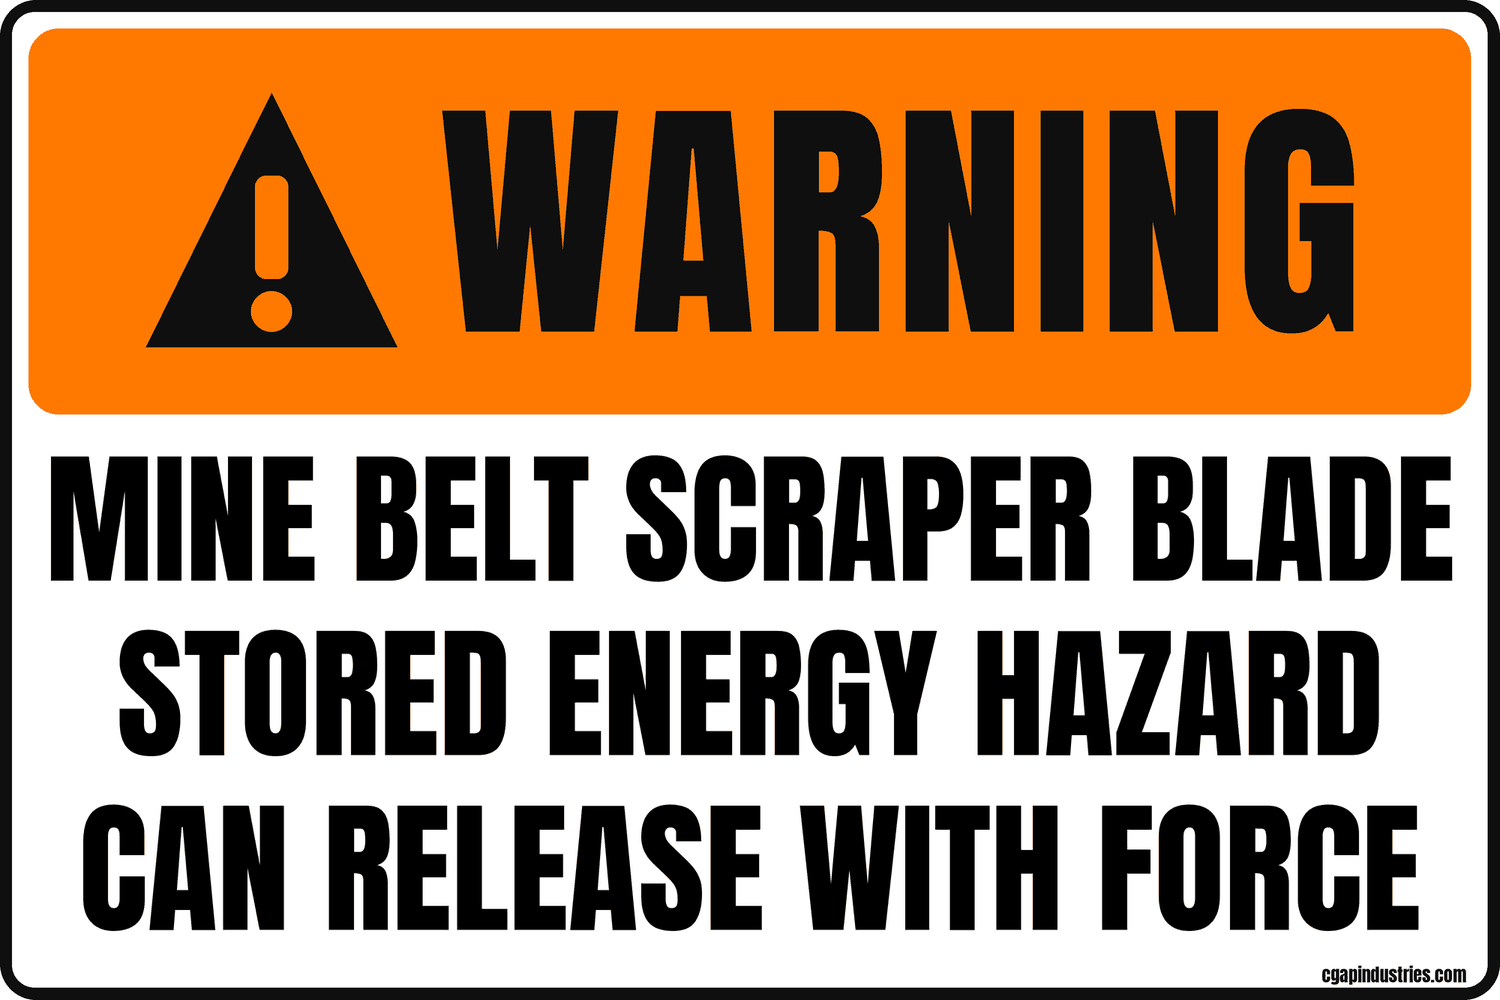 WARNING
MINE BELT SCRAPER BLADE
STORED ENERGY HAZARD
CAN RELEASE WITH FORCE
cgapindustries.com